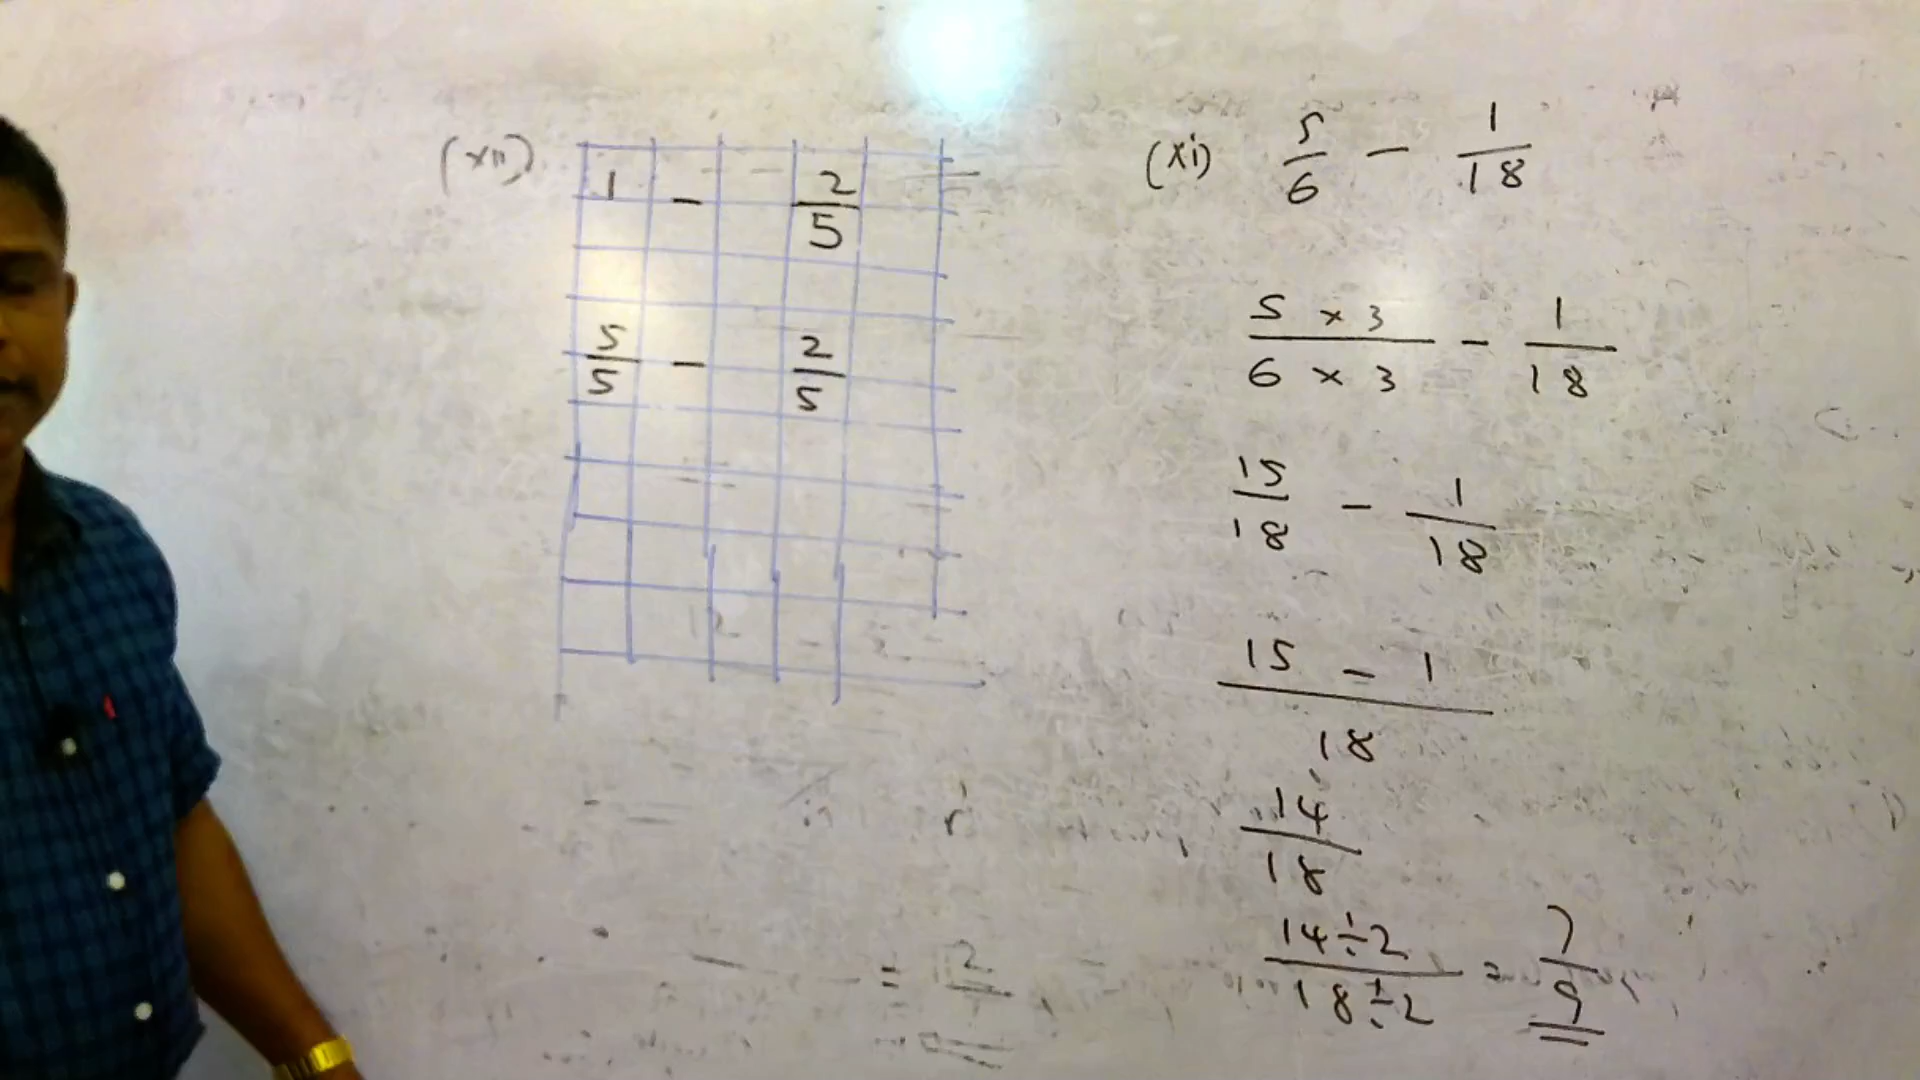 (xii) 1 - 2/5
5/5 - 2/5
(xi) 5/6 - 1/18
5 × 3/6 × 3 - 1/18
15/18 - 1/18
15 - 1/18
14/18
14÷2/18÷2 = 7/9